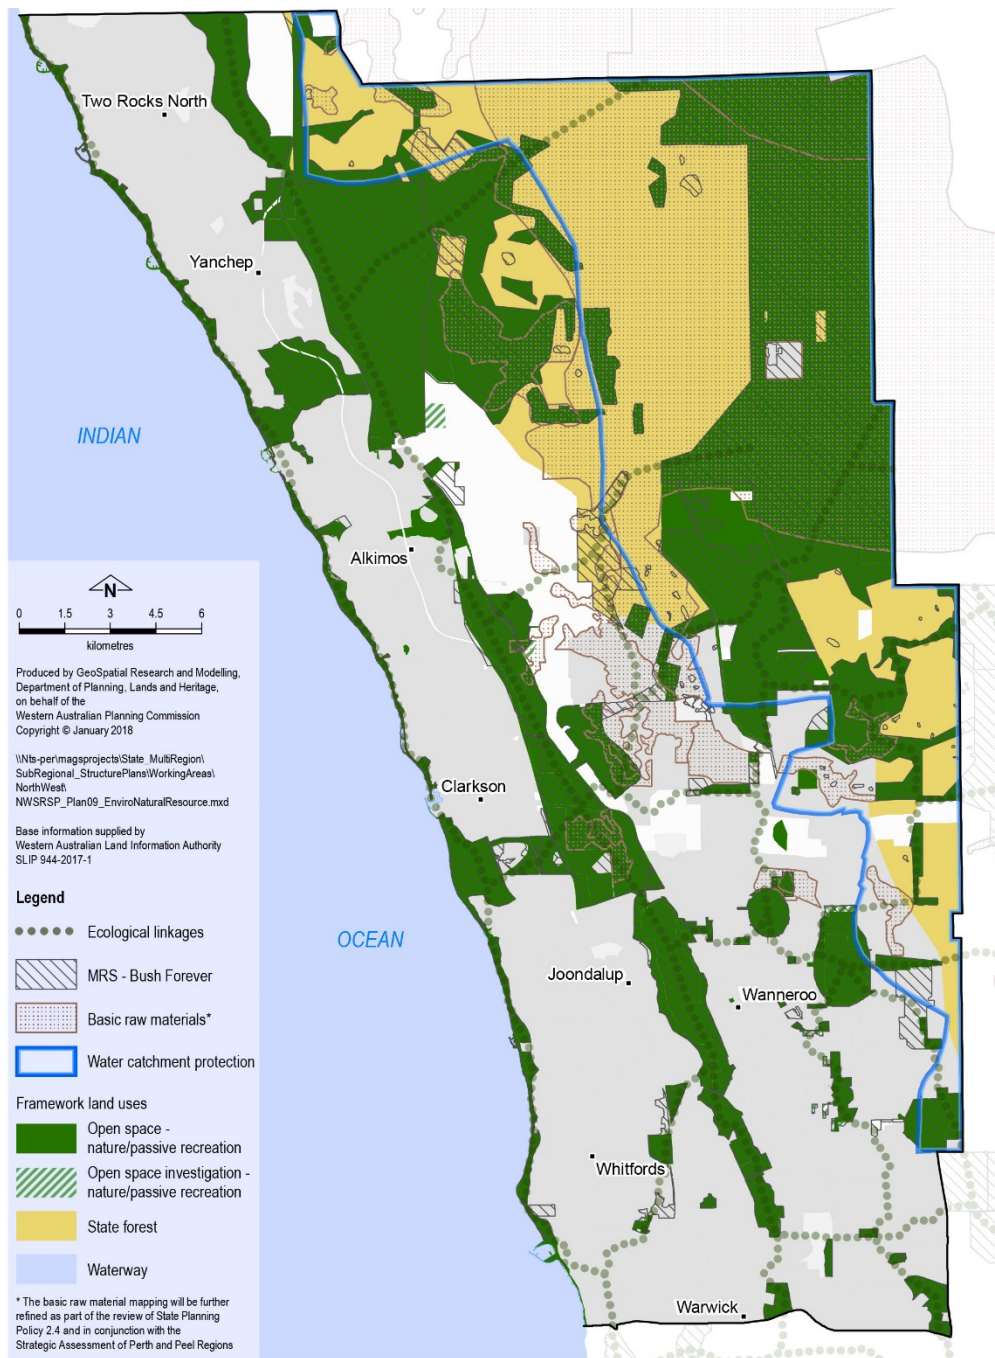 Two Rocks North
Yanchep
INDIAN
Alkimos
N
0 1.5 3 4.5 6
kilometres
Produced by GeoSpatial Research and Modelling,
Department of Planning, Lands and Heritage,
on behalf of the
Western Australian Planning Commission
Copyright © January 2018
\\Nts-per\magsprojects\State_MultiRegion\
SubRegional_StructurePlans\WorkingAreas\
NorthWest\
NWSRSP_Plan09_EnviroNaturalResource.mxd
Base information supplied by
Western Australian Land Information Authority
SLIP 944-2017-1
Clarkson
Legend
Ecological linkages
MRS - Bush Forever
Basic raw materials*
Water catchment protection
Framework land uses
Open space -
nature/passive recreation
Open space investigation -
nature/passive recreation
State forest
Waterway
* The basic raw material mapping will be further
refined as part of the review of State Planning
Policy 2.4 and in conjunction with the
Strategic Assessment of Perth and Peel Regions
OCEAN
Joondalup
Wanneroo
Whitfords
Warwick